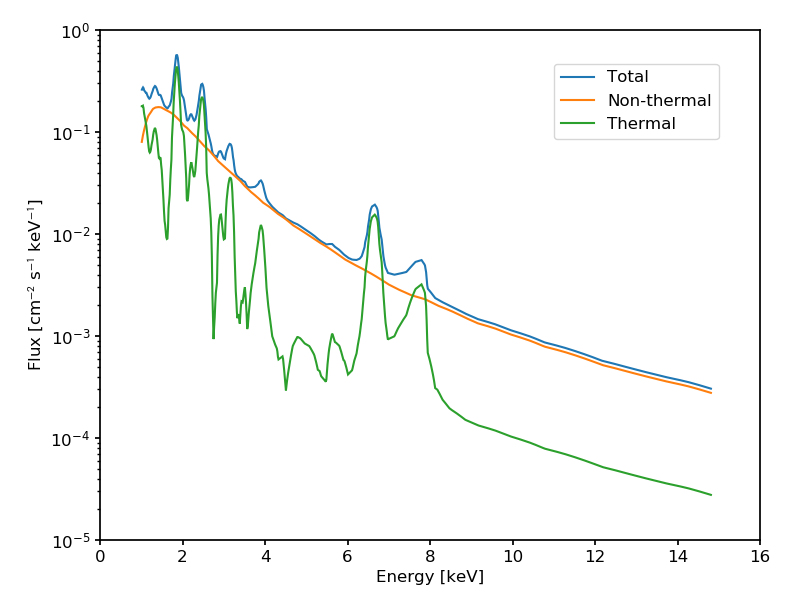 Total
Non-thermal
Thermal
Flux [cm⁻² s⁻¹ keV⁻¹]
10⁰
10⁻¹
10⁻²
10⁻³
10⁻⁴
10⁻⁵
0 2 4 6 8 10 12 14 16
Energy [keV]